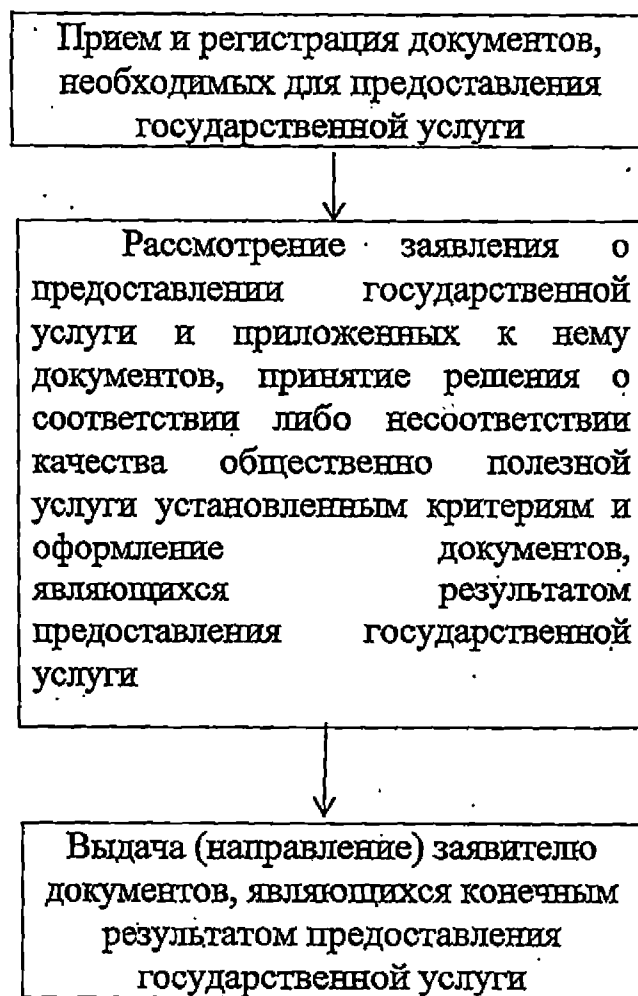 Прием и регистрация документов,
необходимых для предоставления
государственной услуги
Рассмотрение заявления о
предоставлении государственной
услуги и приложенных к нему
документов, принятие решения о
соответствии либо несоответствии
качества общественно полезной
услуги установленным критериям и
оформление документов,
являющихся результатом
предоставления государственной
услуги
Выдача (направление) заявителю
документов, являющихся конечным
результатом предоставления
государственной услуги